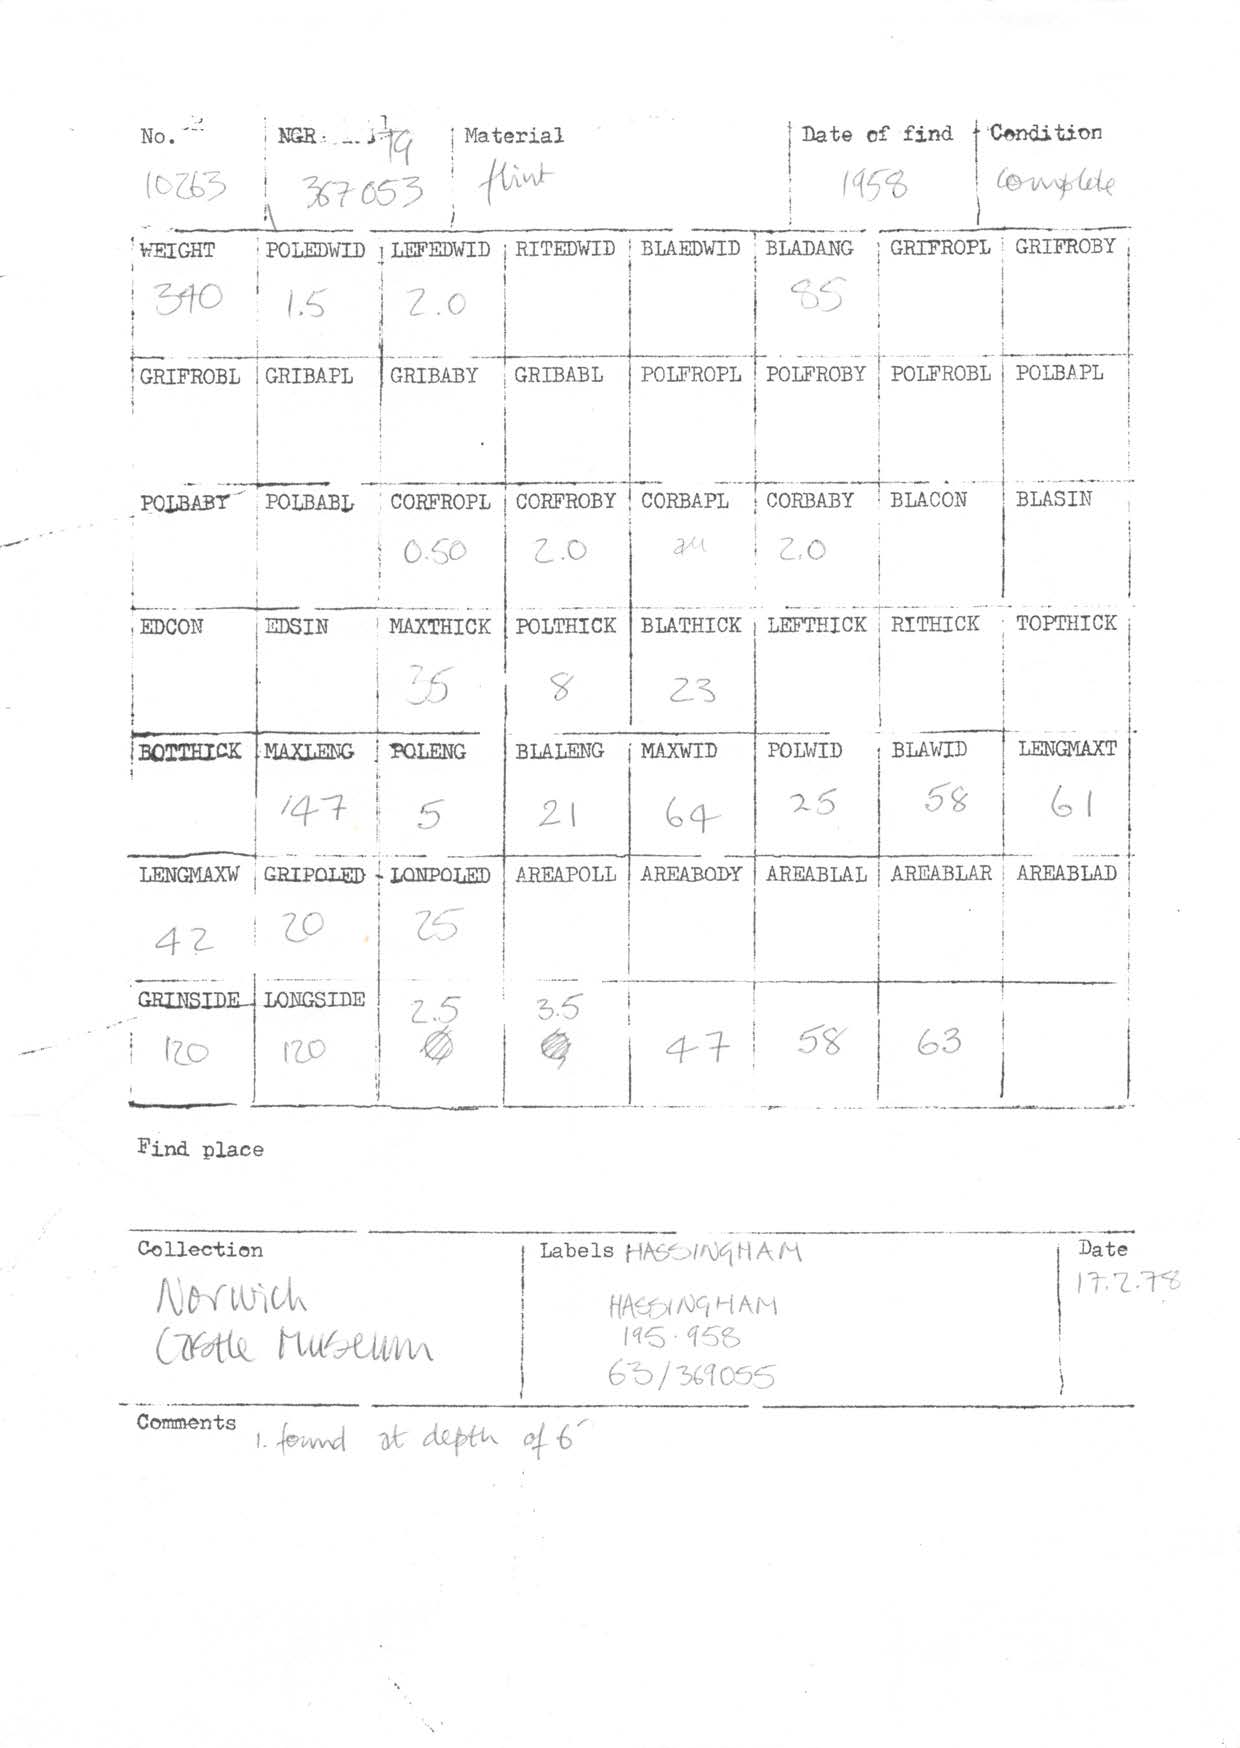 No. NGR Material Date of find Condition
10263 TG 367053 flint 1958 complete
WEIGHT POLEDWID LEFEDWID RITEDWID BLAEDWID BLADANG GRIFROPL GRIFROBY
340 1.5 2.0 85
GRIFROBL GRIBAPL GRIBABY GRIBABL POLFROPL POLFROBY POLFROBL POLBAPL
POLBABY POLBABL CORFROPL CORFROBY CORBAPL CORBABY BLACON BLASIN
0.50 2.0 all 2.0
EDCON EDSIN MAXTHICK POLTHICK BLATHICK LEFTHICK RITHICK TOPTHICK
35 8 23
BOTTHICK MAXLENG POLENG BLALENG MAXWID POLWID BLAWID LENGMAXT
147 5 21 64 25 58 61
LENGMAXW GRIPOLED LONPOLED AREAPOLL AREABODY AREABLAL AREABLAR AREABLAD
42 20 25
GRINSIDE LONGSIDE 2.5 3.5
120 120 47 58 63
Find place
Collection Labels HASSINGHAM Date
Norwich HASSINGHAM 17.2.78
Castle Museum 195.958
63/369055
Comments 1. found at depth of 6'